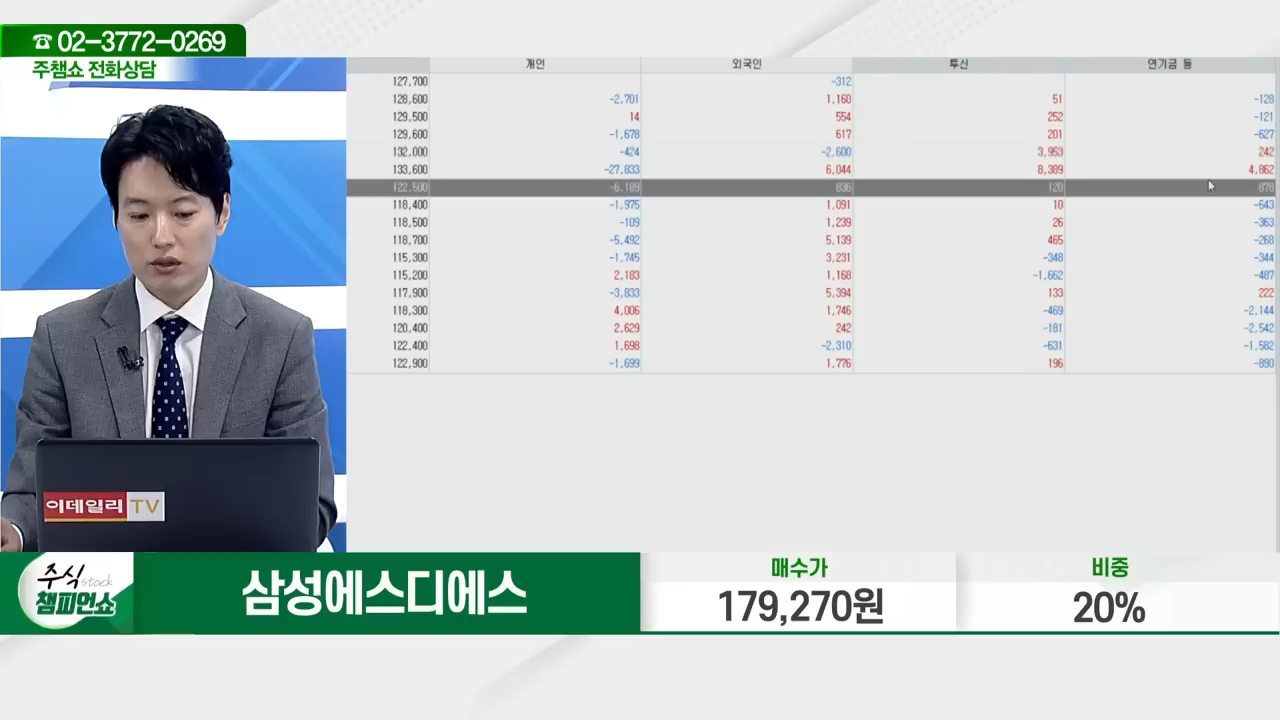 ☎ 02-3772-0269
주챔쇼 전화상담
개인 외국인 투신 연기금 등
127,700 -312
128,600 -2,701 1,160 51 -128
129,500 14 554 252 -121
129,600 -1,678 617 201 -627
132,000 -424 -2,600 3,953 242
133,600 -27,833 6,044 8,389 4,862
122,500 -6,189 836 120 878
118,400 -1,975 1,091 10 -643
118,500 -109 1,239 26 -363
118,700 -5,492 5,139 465 -268
115,300 -1,745 3,231 -348 -344
115,200 2,183 1,168 -1,662 -487
117,900 -3,833 5,394 133 222
118,300 4,006 1,746 -469 -2,144
120,400 2,629 242 -181 -2,542
122,400 1,698 -2,310 -631 -1,582
122,900 -1,699 1,776 196 -890
이데일리 TV
주식 stock
챔피언쇼
삼성에스디에스
매수가
179,270원
비중
20%